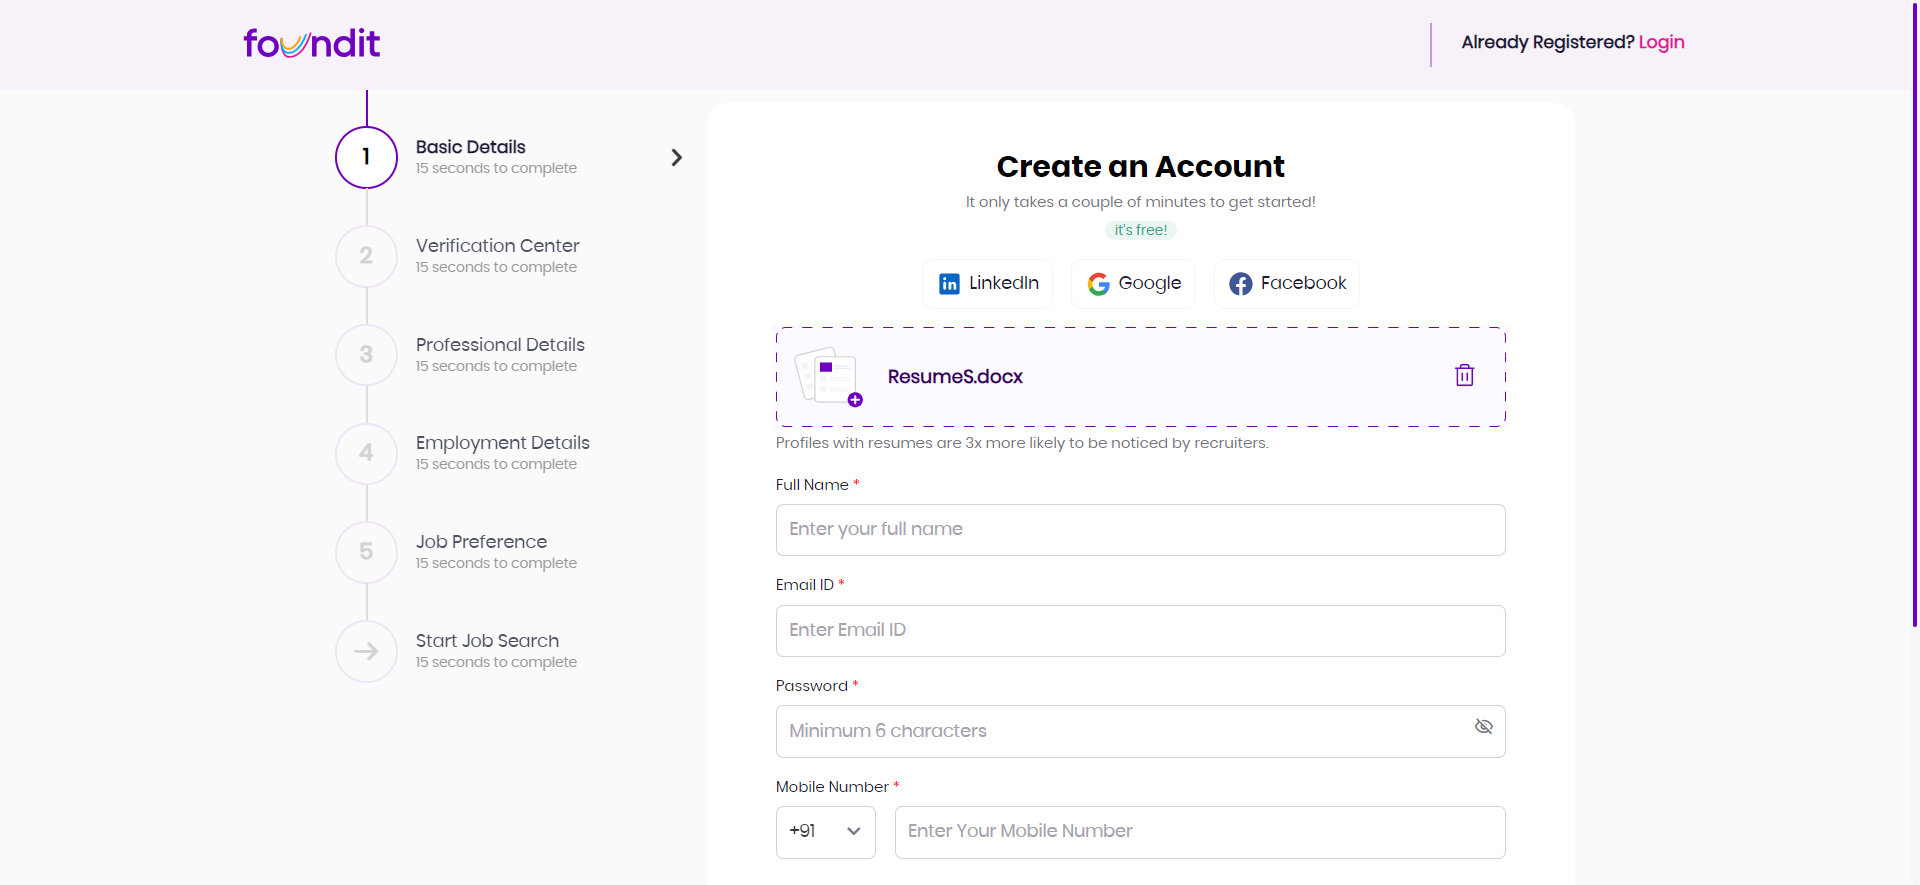 foundit
Already Registered? Login
1
Basic Details
15 seconds to complete
2
Verification Center
15 seconds to complete
3
Professional Details
15 seconds to complete
4
Employment Details
15 seconds to complete
5
Job Preference
15 seconds to complete
Start Job Search
15 seconds to complete
Create an Account
It only takes a couple of minutes to get started!
it's free!
LinkedIn Google Facebook
ResumeS.docx
Profiles with resumes are 3x more likely to be noticed by recruiters.
Full Name *
Enter your full name
Email ID *
Enter Email ID
Password *
Minimum 6 characters
Mobile Number *
+91 Enter Your Mobile Number